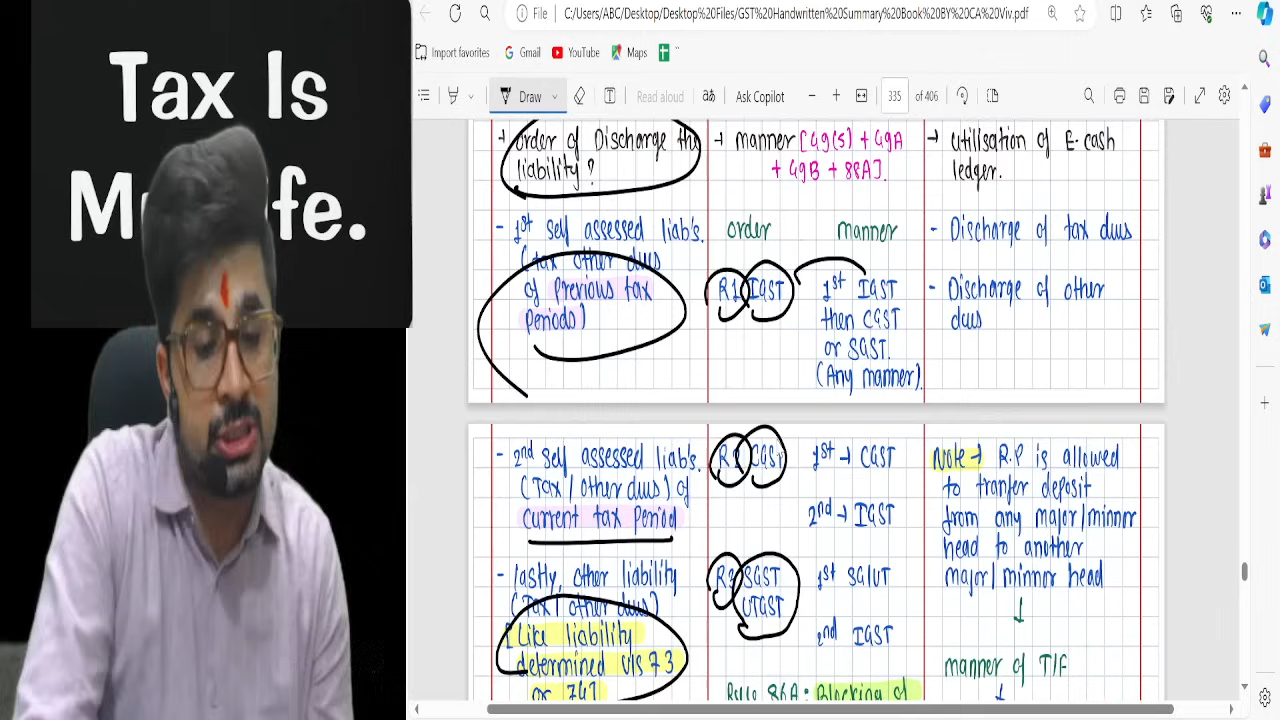 Tax Is
M fe.
File
C:/Users/ABC/Desktop/Desktop%20Files/GST%20Handwritten%20Summary%20Book%20BY%20CA%20Viv.pdf
Import favorites
Gmail
YouTube
Maps
Draw
Read aloud
Ask Copilot
335 of 406
→ order of Discharge the
liability?
- 1st self assessed liab's.
(tax other dues
of previous tax
periods)
- 2nd self assessed liab's.
(Tax / other dues) of
current tax period
- lastly, other liability
(Tax / other dues)
[Like liability
determined u/s 73
or 74]
→ manner [49(5) + 49A
+ 49B + 88A].
order manner
R1 IGST 1st IGST
then CGST
or SGST.
(Any manner).
R2 CGST 1st → CGST
2nd → IGST
R3 SGST 1st SG/UT
UTGST
2nd IGST
Rule 86A: Blocking of
→ Utilisation of E-cash
ledger.
- Discharge of tax dues
- Discharge of other
dues
Note → R.P is allowed
to tranfer deposit
from any major/minnor
head to another
major/minnor head
↓
manner of T/F
↓